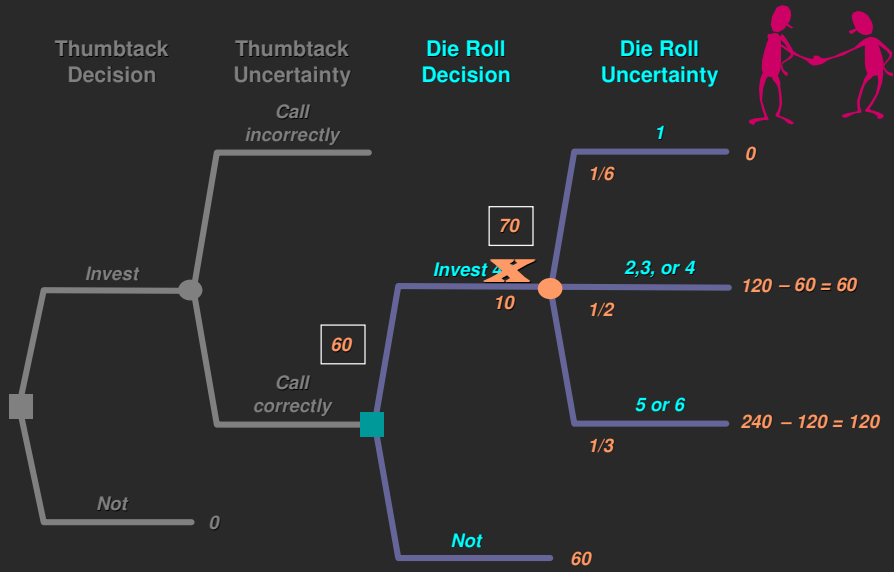 Thumbtack
Decision
Thumbtack
Uncertainty
Die Roll
Decision
Die Roll
Uncertainty
Call
incorrectly
1
0
1/6
70
Invest
Invest
2,3, or 4
120 – 60 = 60
10
1/2
60
Call
correctly
5 or 6
240 – 120 = 120
1/3
Not
0
Not
60